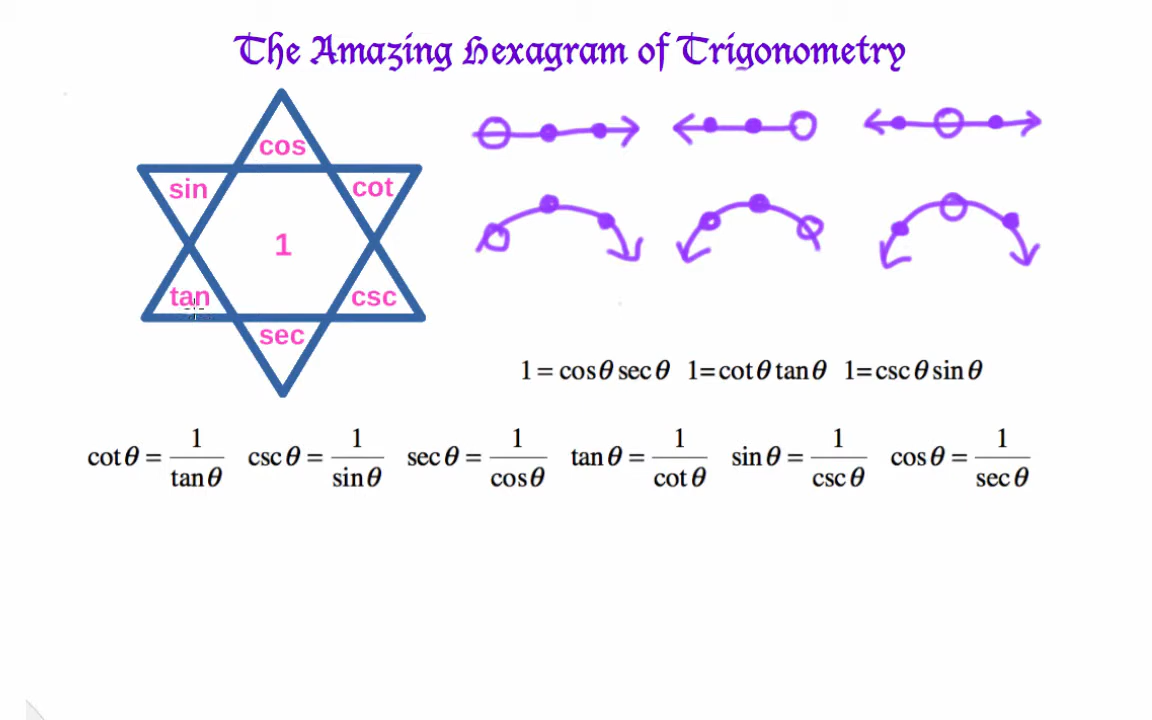 The Amazing Hexagram of Trigonometry
cos
sin
cot
1
tan
csc
sec
1 = cosθ secθ 1=cotθ tanθ 1=cscθ sinθ
cotθ = 1/tanθ cscθ = 1/sinθ secθ = 1/cosθ tanθ = 1/cotθ sinθ = 1/cscθ cosθ = 1/secθ